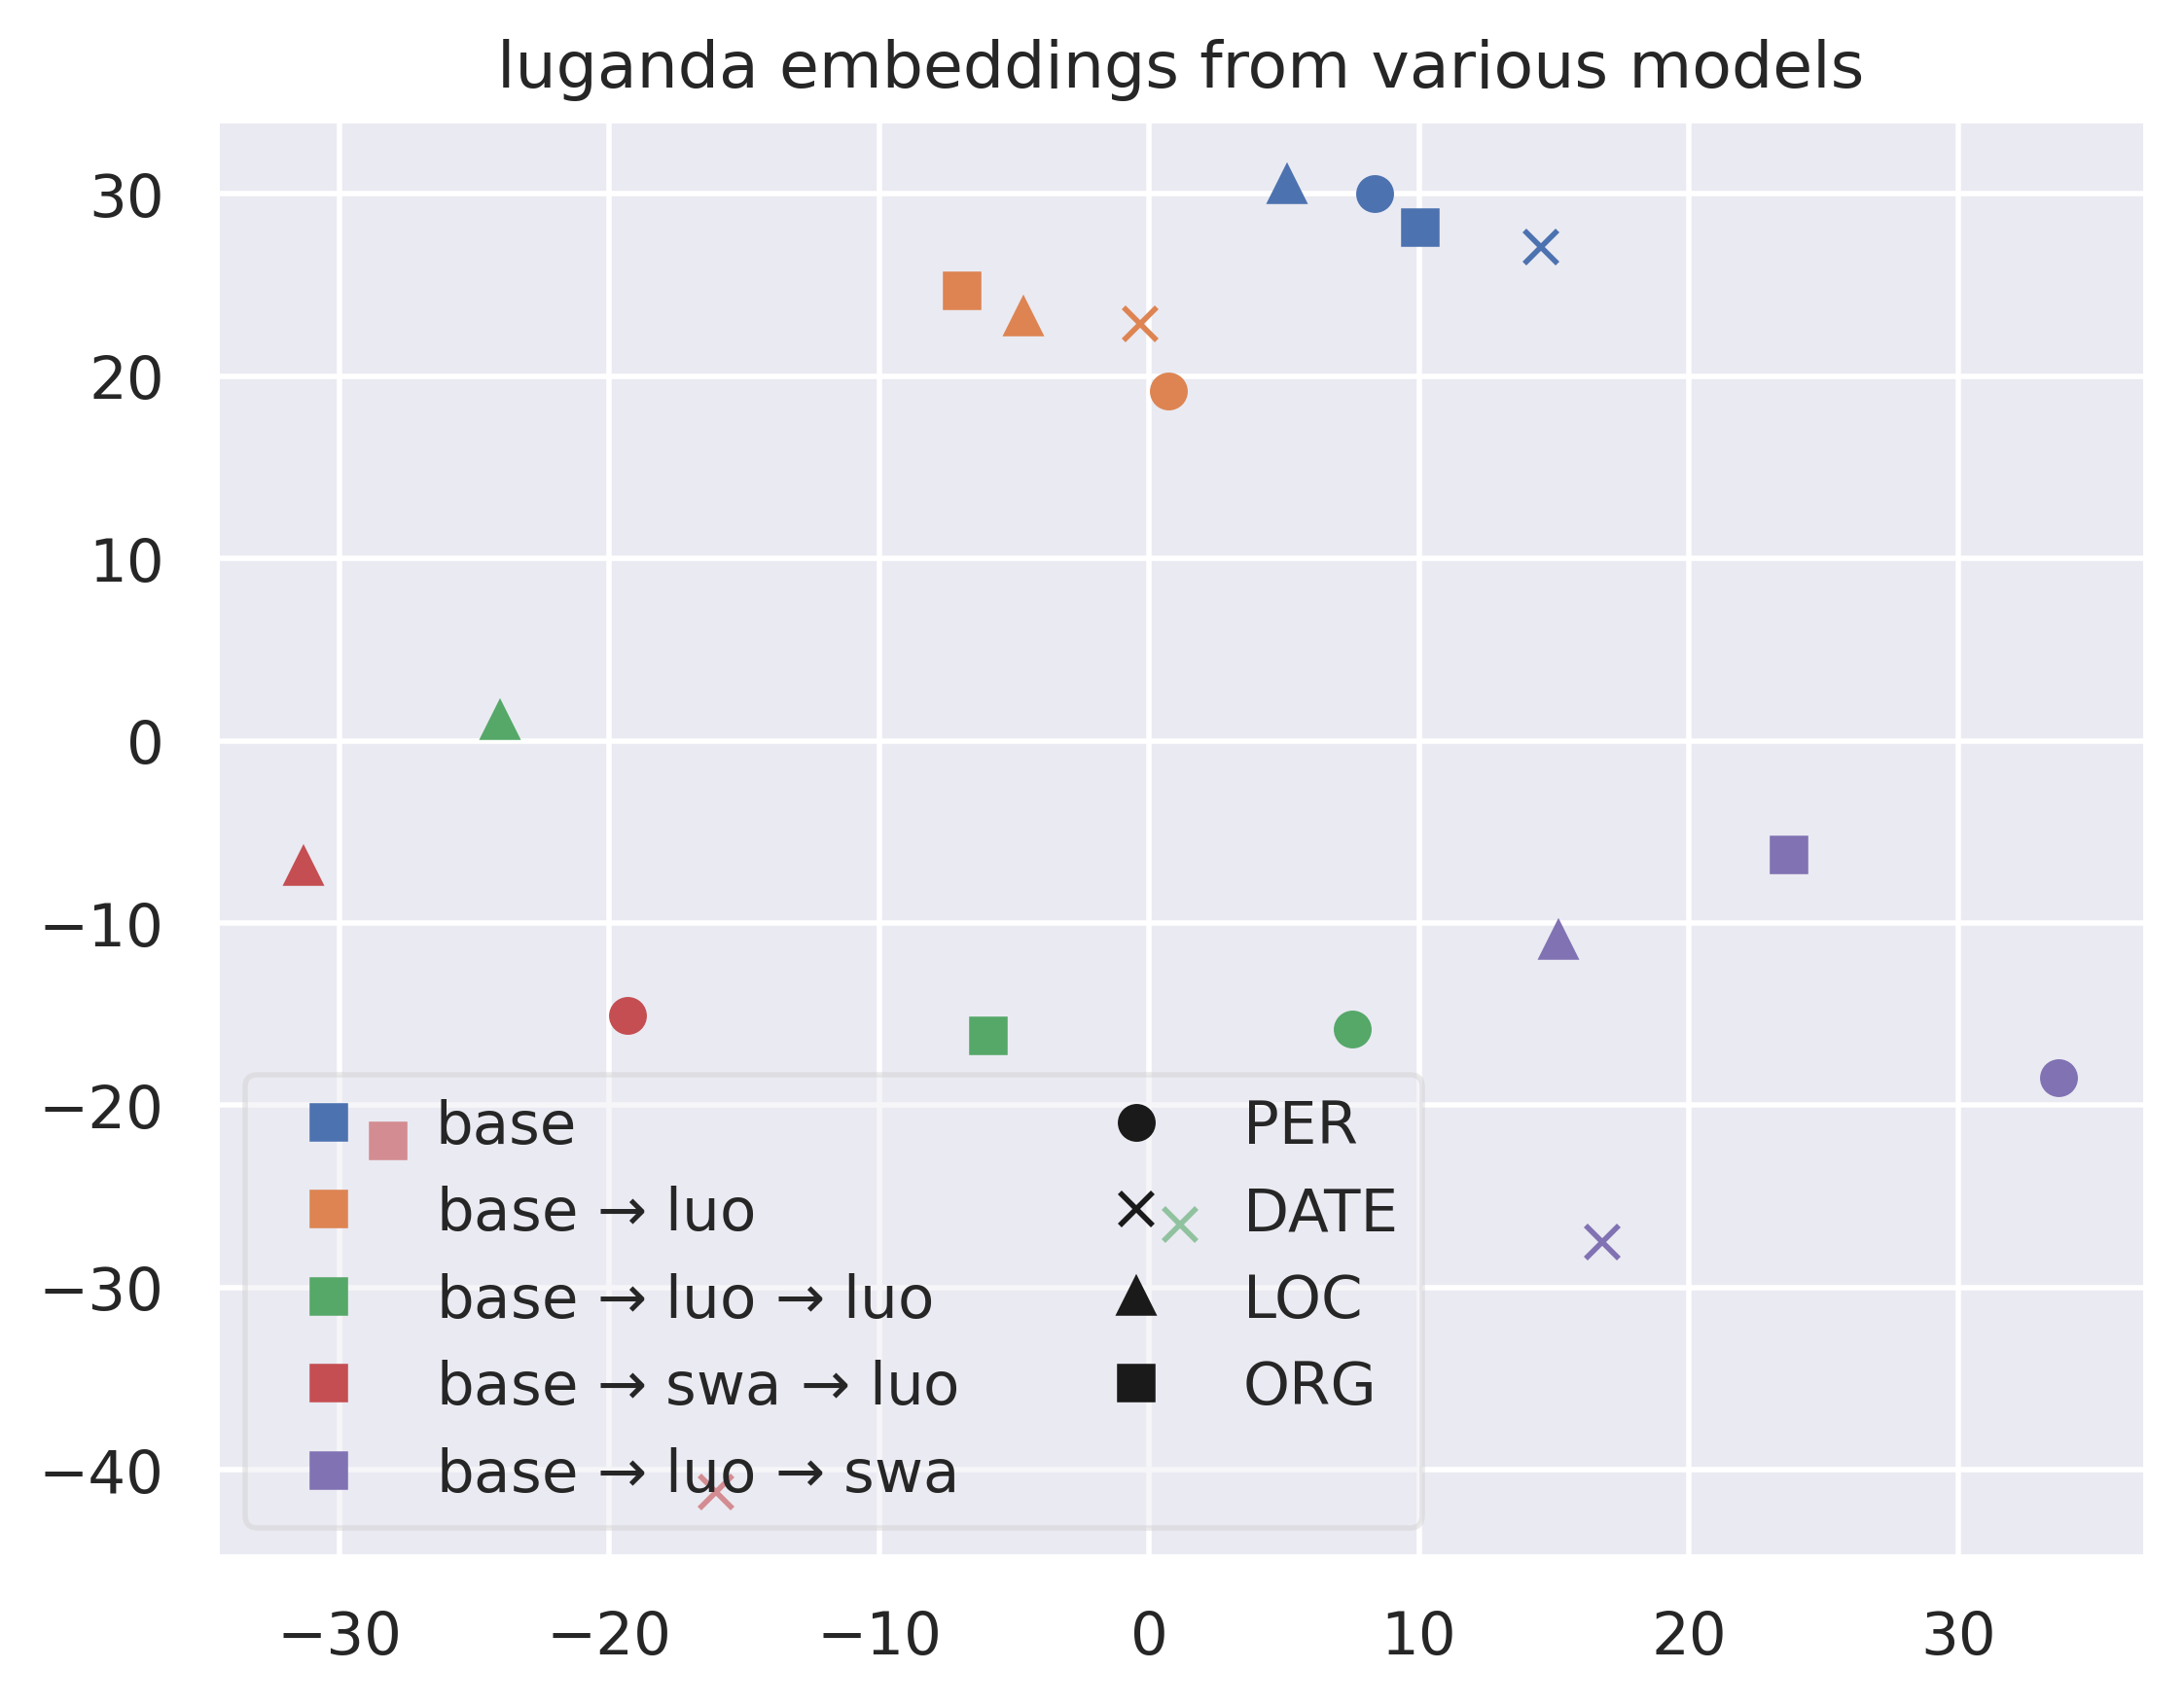 luganda embeddings from various models
30
20
10
0
−10
−20
−30
−40
base
base → luo
base → luo → luo
base → swa → luo
base → luo → swa
PER
DATE
LOC
ORG
−30 −20 −10 0 10 20 30